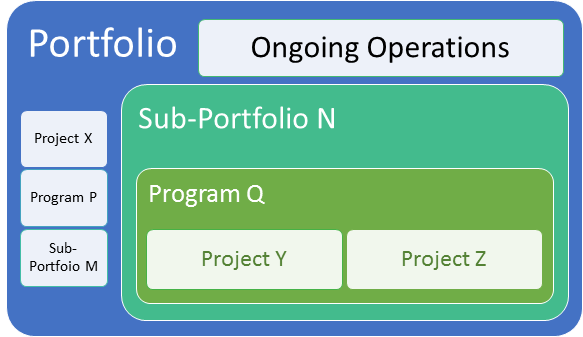 Portfolio
Ongoing Operations
Sub-Portfolio N
Project X
Program P
Sub-
Portfoio M
Program Q
Project Y
Project Z